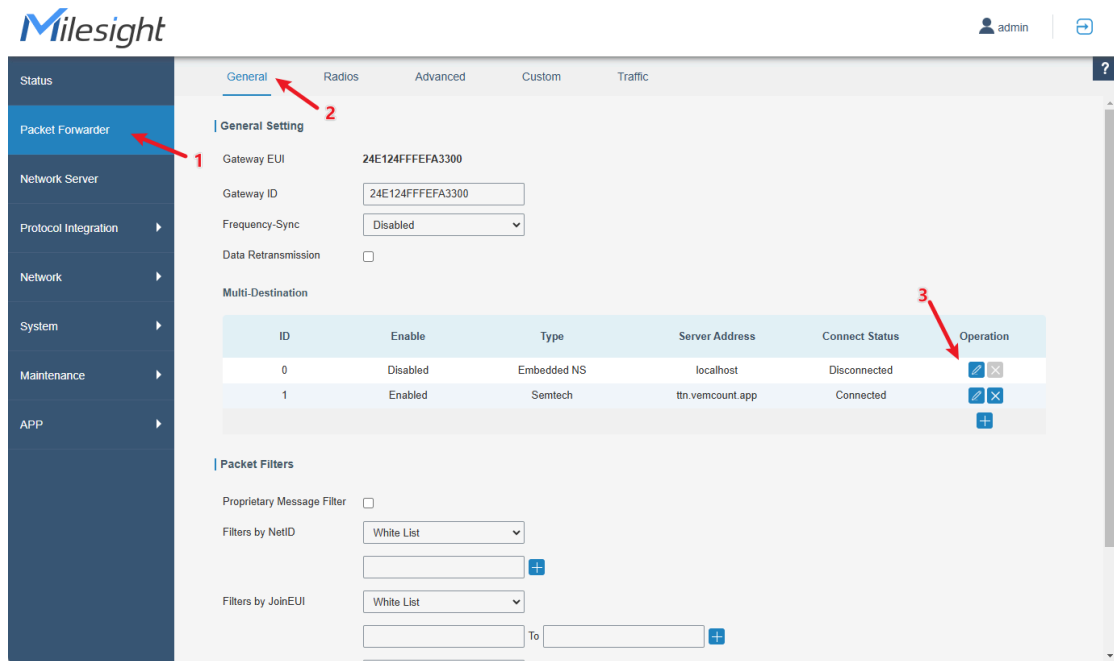 Milesight
admin
Status
Packet Forwarder
Network Server
Protocol Integration
Network
System
Maintenance
APP
General Radios Advanced Custom Traffic
?
1
2
General Setting
Gateway EUI 24E124FFFEFA3300
Gateway ID 24E124FFFEFA3300
Frequency-Sync Disabled
Data Retransmission
Multi-Destination
3
ID Enable Type Server Address Connect Status Operation
0 Disabled Embedded NS localhost Disconnected
1 Enabled Semtech ttn.vemcount.app Connected
Packet Filters
Proprietary Message Filter
Filters by NetID White List
Filters by JoinEUI White List
To